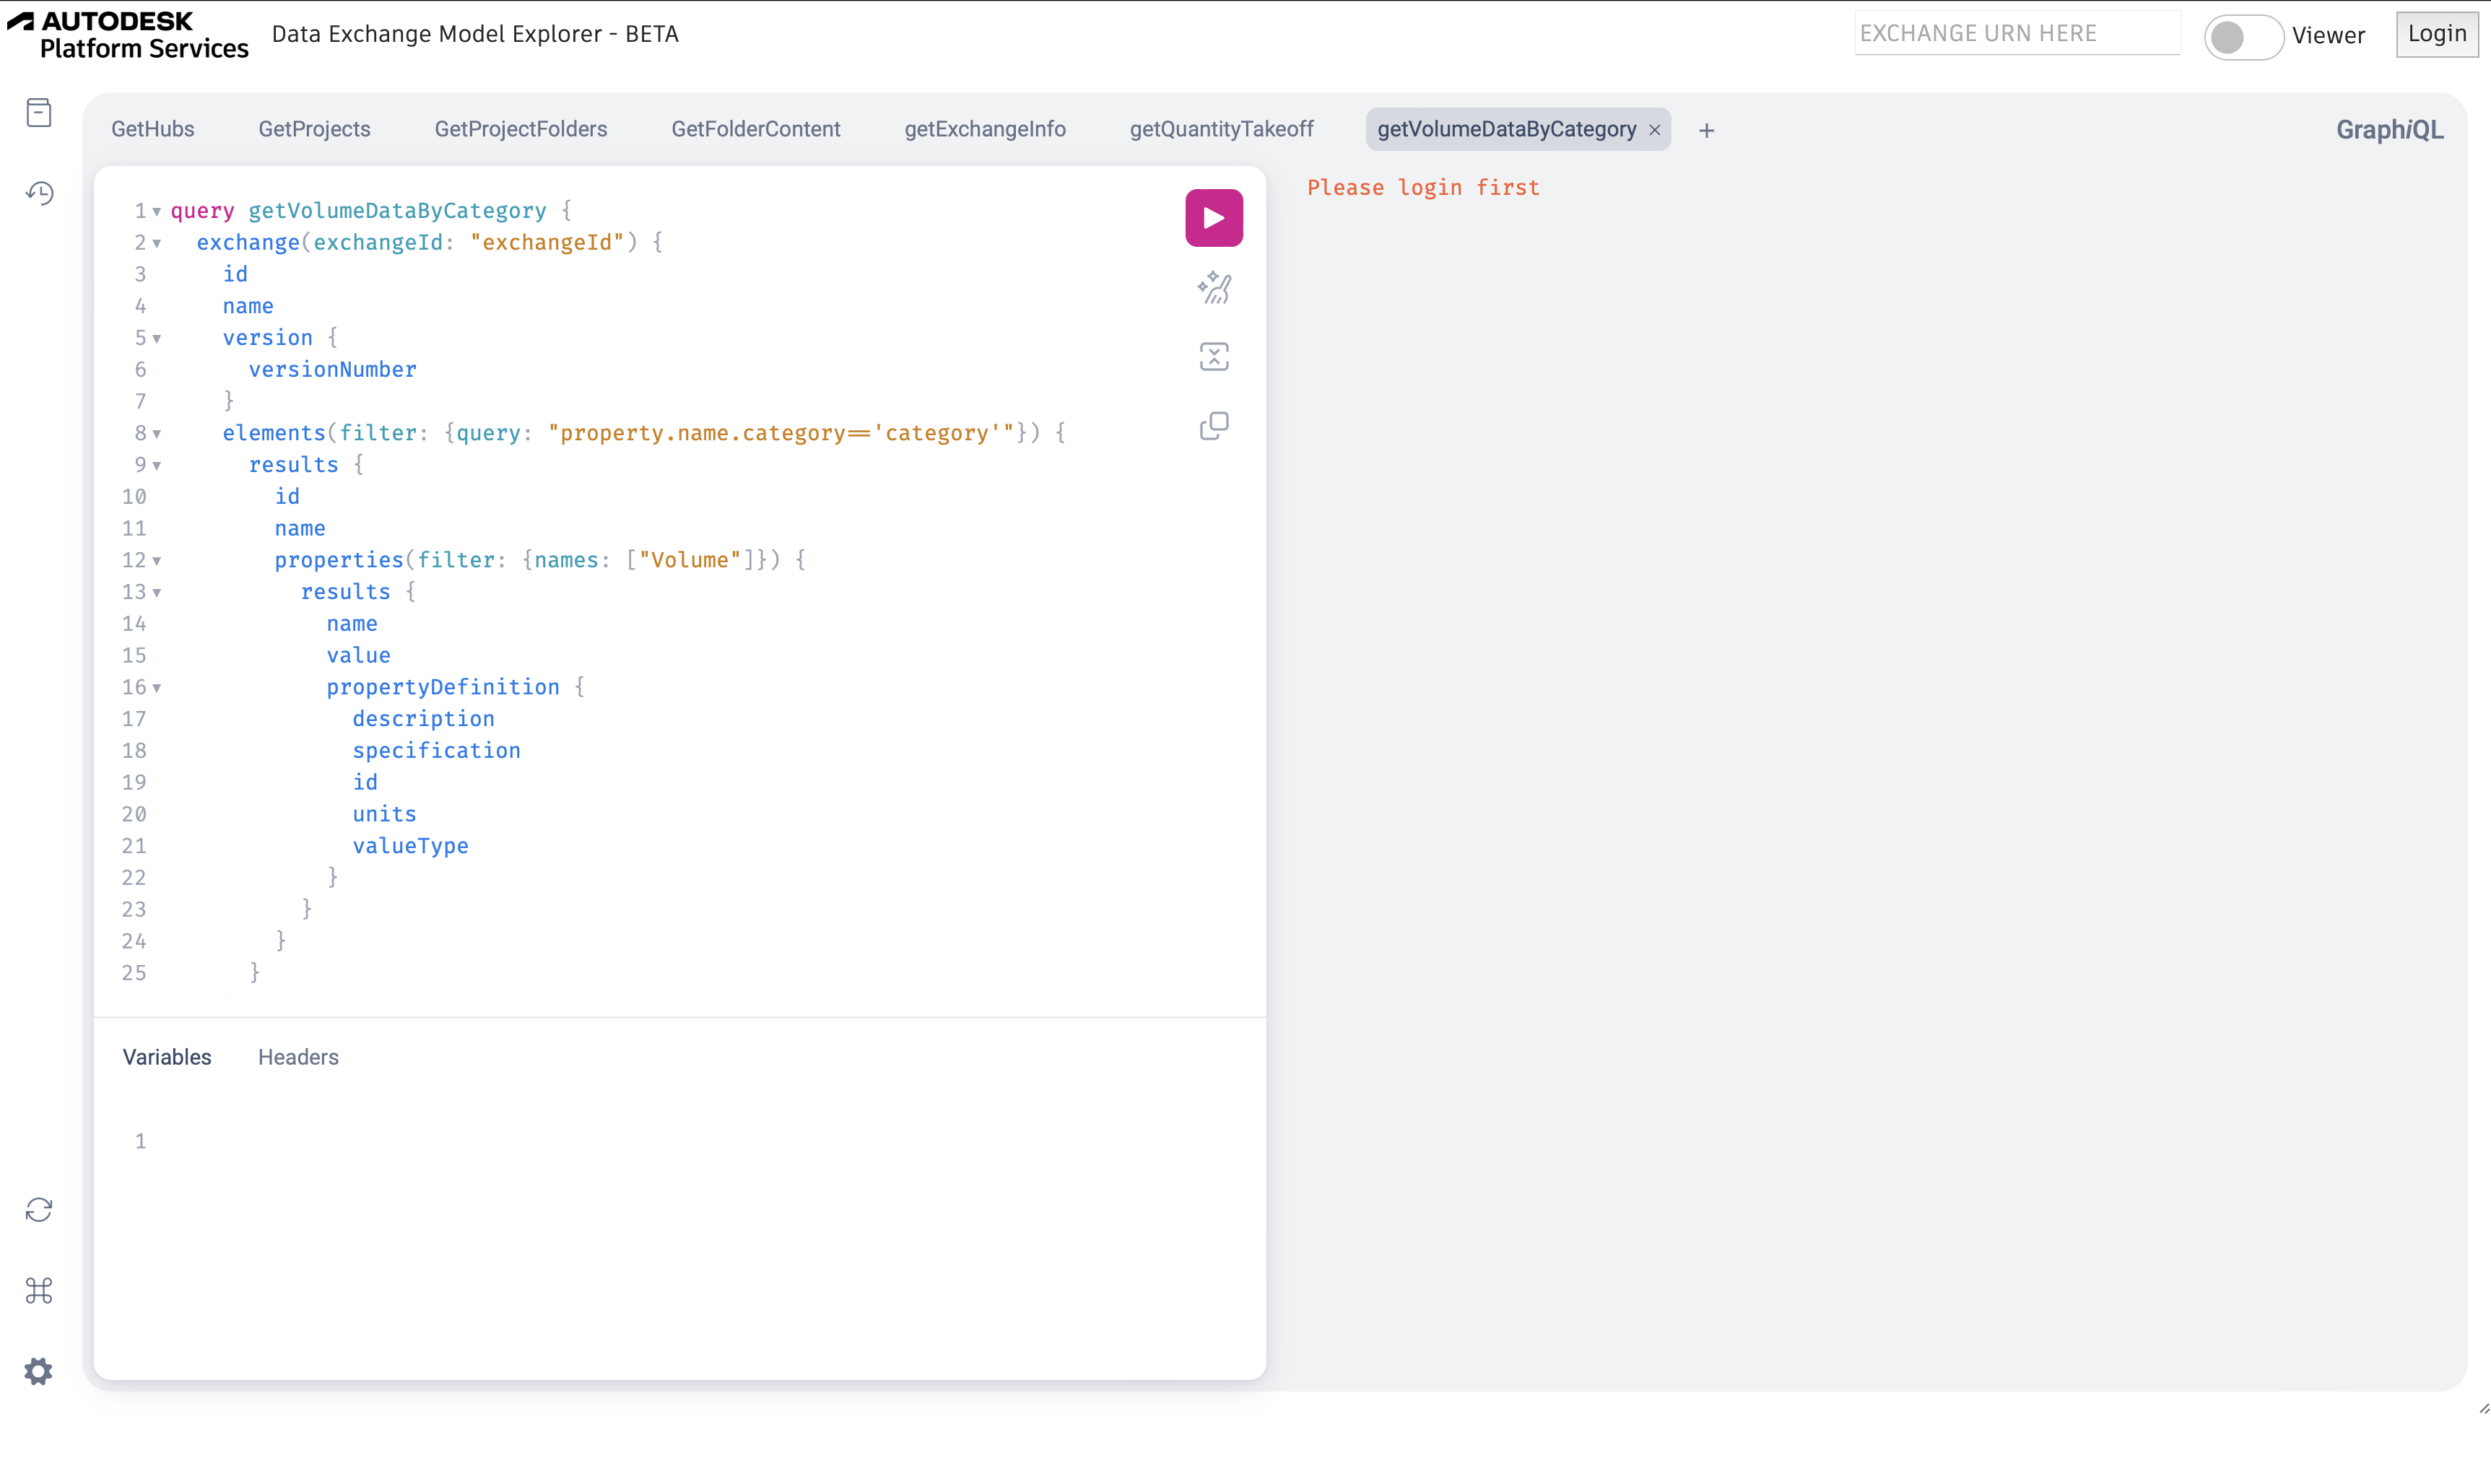 AUTODESK
Platform Services
Data Exchange Model Explorer - BETA
EXCHANGE URN HERE
Viewer
Login
GetHubs
GetProjects
GetProjectFolders
GetFolderContent
getExchangeInfo
getQuantityTakeoff
getVolumeDataByCategory
GraphiQL
1 query getVolumeDataByCategory {
2 exchange(exchangeId: "exchangeId") {
3 id
4 name
5 version {
6 versionNumber
7 }
8 elements(filter: {query: "property.name.category=='category'"}) {
9 results {
10 id
11 name
12 properties(filter: {names: ["Volume"]}) {
13 results {
14 name
15 value
16 propertyDefinition {
17 description
18 specification
19 id
20 units
21 valueType
22 }
23 }
24 }
25 }
Please login first
Variables
Headers
1